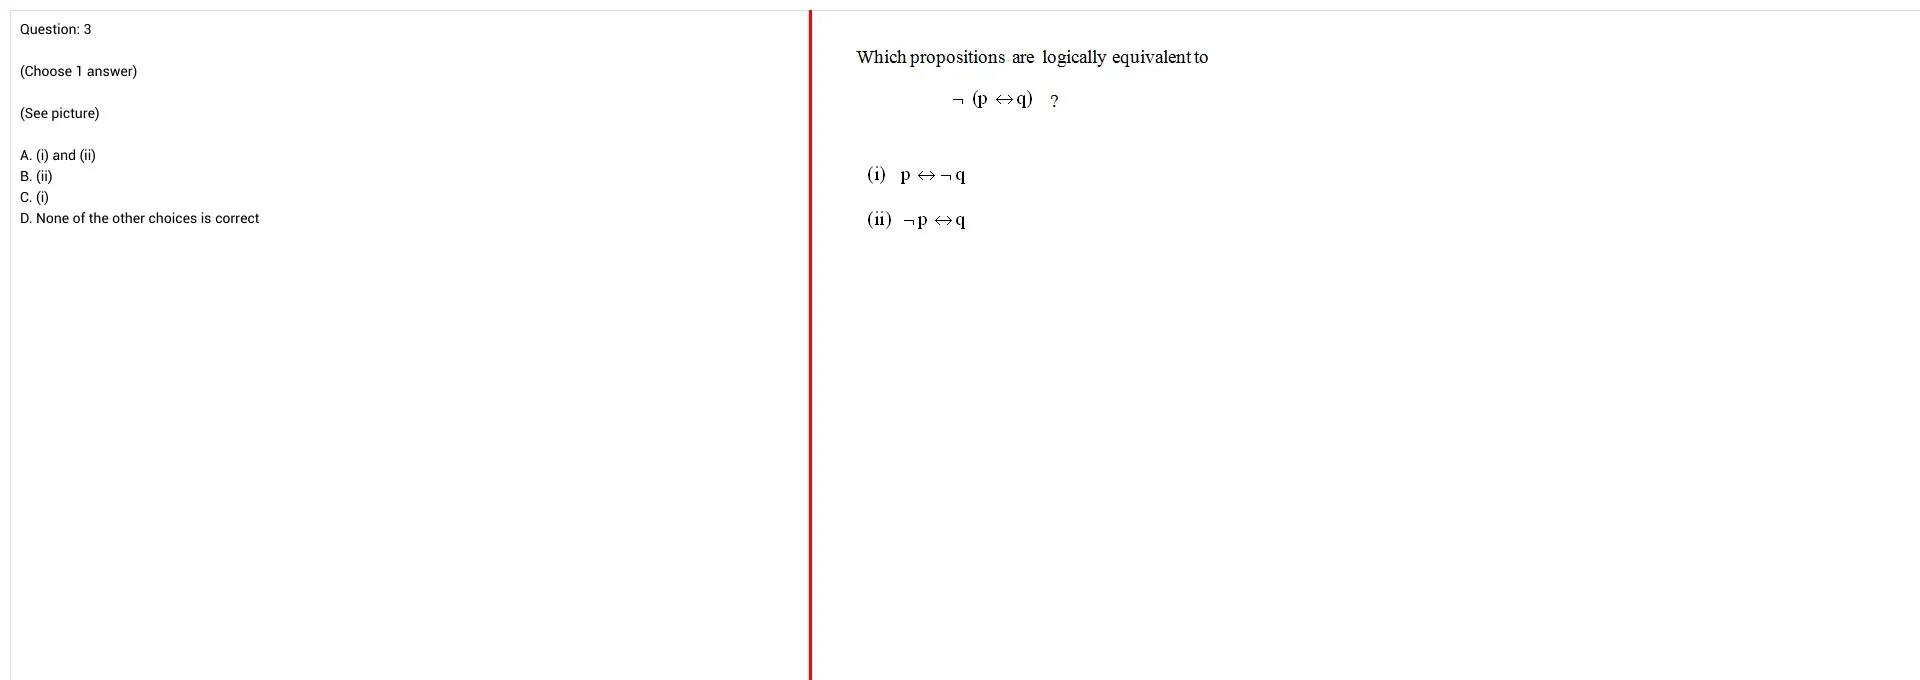 Question: 3
(Choose 1 answer)
(See picture)
A. (i) and (ii)
B. (ii)
C. (i)
D. None of the other choices is correct
Which propositions are logically equivalent to
¬ (p ↔ q) ?
(i) p ↔ ¬ q
(ii) ¬ p ↔ q